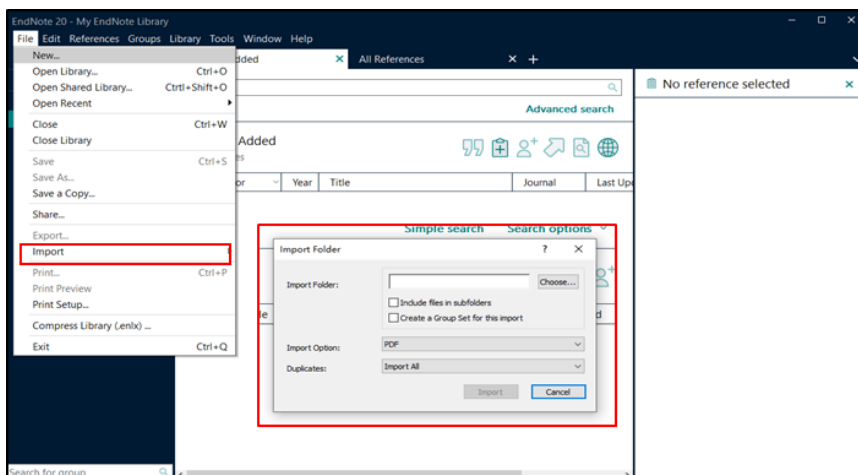 EndNote 20 - My EndNote Library
File Edit References Groups Library Tools Window Help
New...
Open Library... Ctrl+O
Open Shared Library... Ctrtl+Shift+O
Open Recent
Close Ctrl+W
Close Library
Save Ctrl+S
Save As...
Save a Copy...
Share...
Export...
Import
Print... Ctrl+P
Print Preview
Print Setup...
Compress Library (.enlx) ...
Exit Ctrl+Q
Search for group
All References
Advanced search
Added
Year Title Journal
Simple search Search options
Import Folder ?
Import Folder: Choose...
Include files in subfolders
Create a Group Set for this import
Import Option: PDF
Duplicates: Import All
Import Cancel
No reference selected